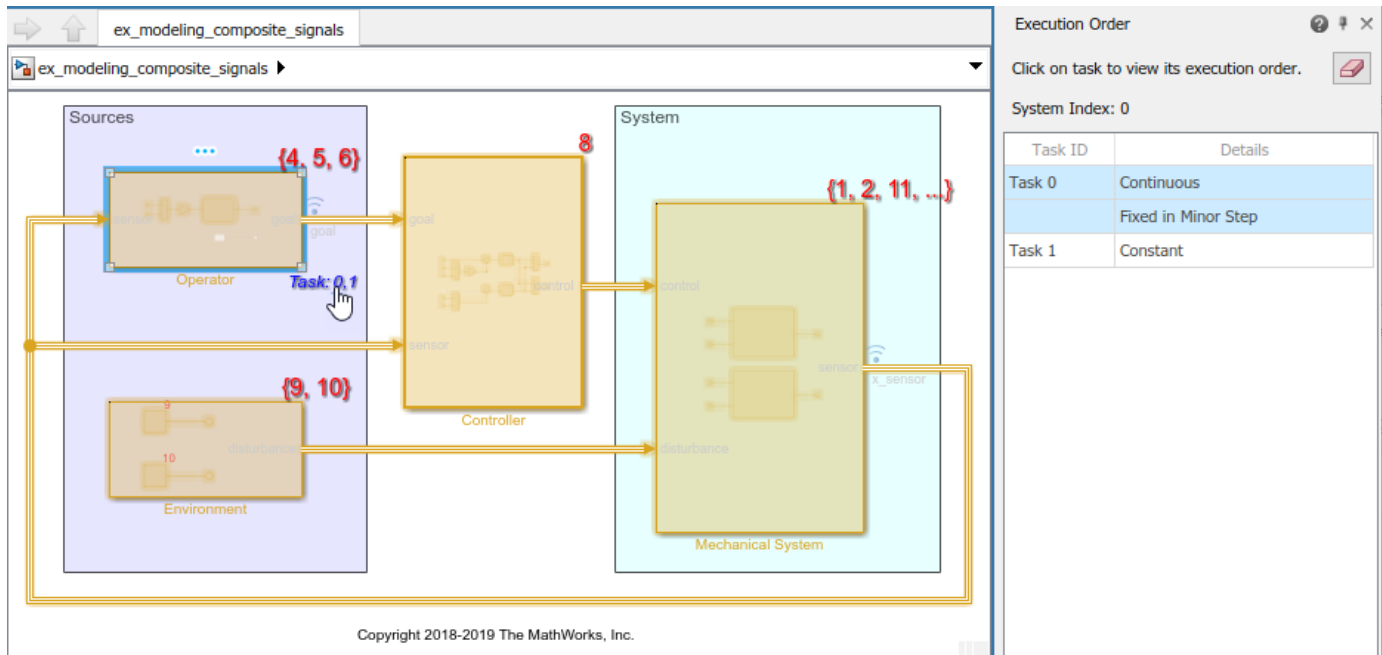 ex_modeling_composite_signals
ex_modeling_composite_signals
Sources
System
{4, 5, 6}
8
{1, 2, 11, ...}
sensor
goal
goal
goal
Operator
Task: 0,1
control
control
sensor
sensor
x_sensor
{9, 10}
Controller
9
disturbance
disturbance
10
Environment
Mechanical System
Copyright 2018-2019 The MathWorks, Inc.
Execution Order
Click on task to view its execution order.
System Index: 0
Task ID Details
Task 0 Continuous
Fixed in Minor Step
Task 1 Constant